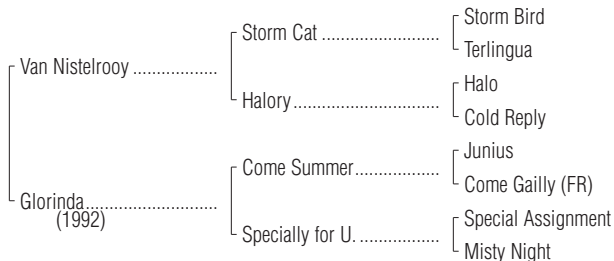 Storm Bird
Storm Cat ........................
Terlingua
Van Nistelrooy .................
Halo
Halory .............................
Cold Reply
Junius
Come Summer .................
Come Gailly (FR)
Glorinda ..........................
(1992)
Special Assignment
Specially for U. ................
Misty Night